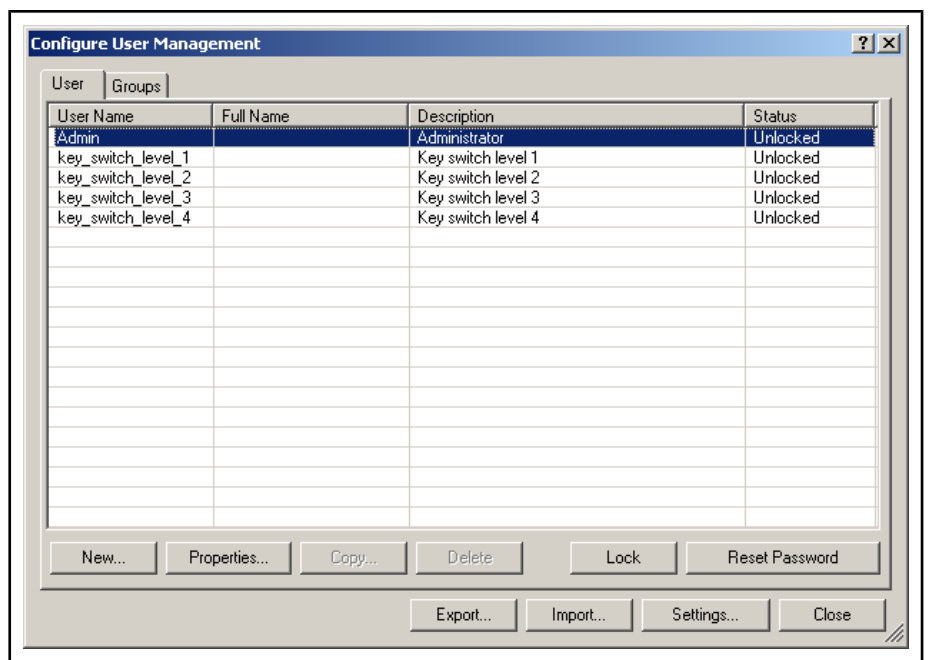 Configure User Management
User Groups
User Name Full Name Description Status
Admin Administrator Unlocked
key_switch_level_1 Key switch level 1 Unlocked
key_switch_level_2 Key switch level 2 Unlocked
key_switch_level_3 Key switch level 3 Unlocked
key_switch_level_4 Key switch level 4 Unlocked
New... Properties... Copy... Delete Lock Reset Password
Export... Import... Settings... Close